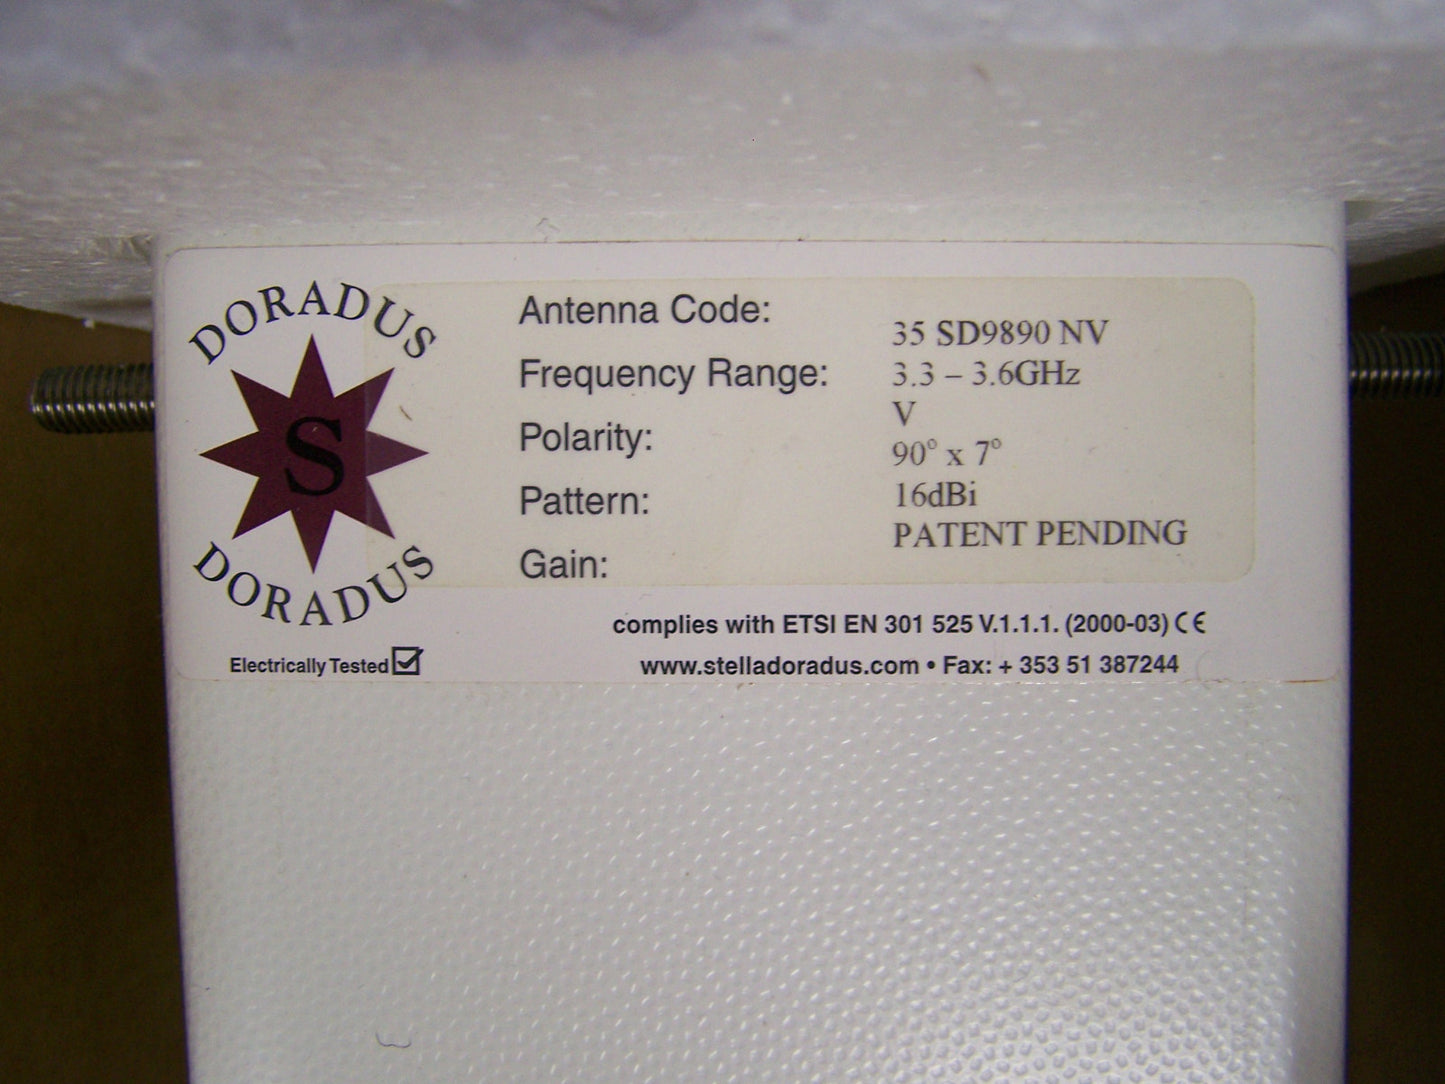 DORADUS
S
DORADUS
Electrically Tested
Antenna Code: 35 SD9890 NV
Frequency Range: 3.3 – 3.6GHz
Polarity: V
Pattern: 90° x 7°
Gain: 16dBi
PATENT PENDING
complies with ETSI EN 301 525 V.1.1.1. (2000-03) CE
www.stelladoradus.com • Fax: + 353 51 387244